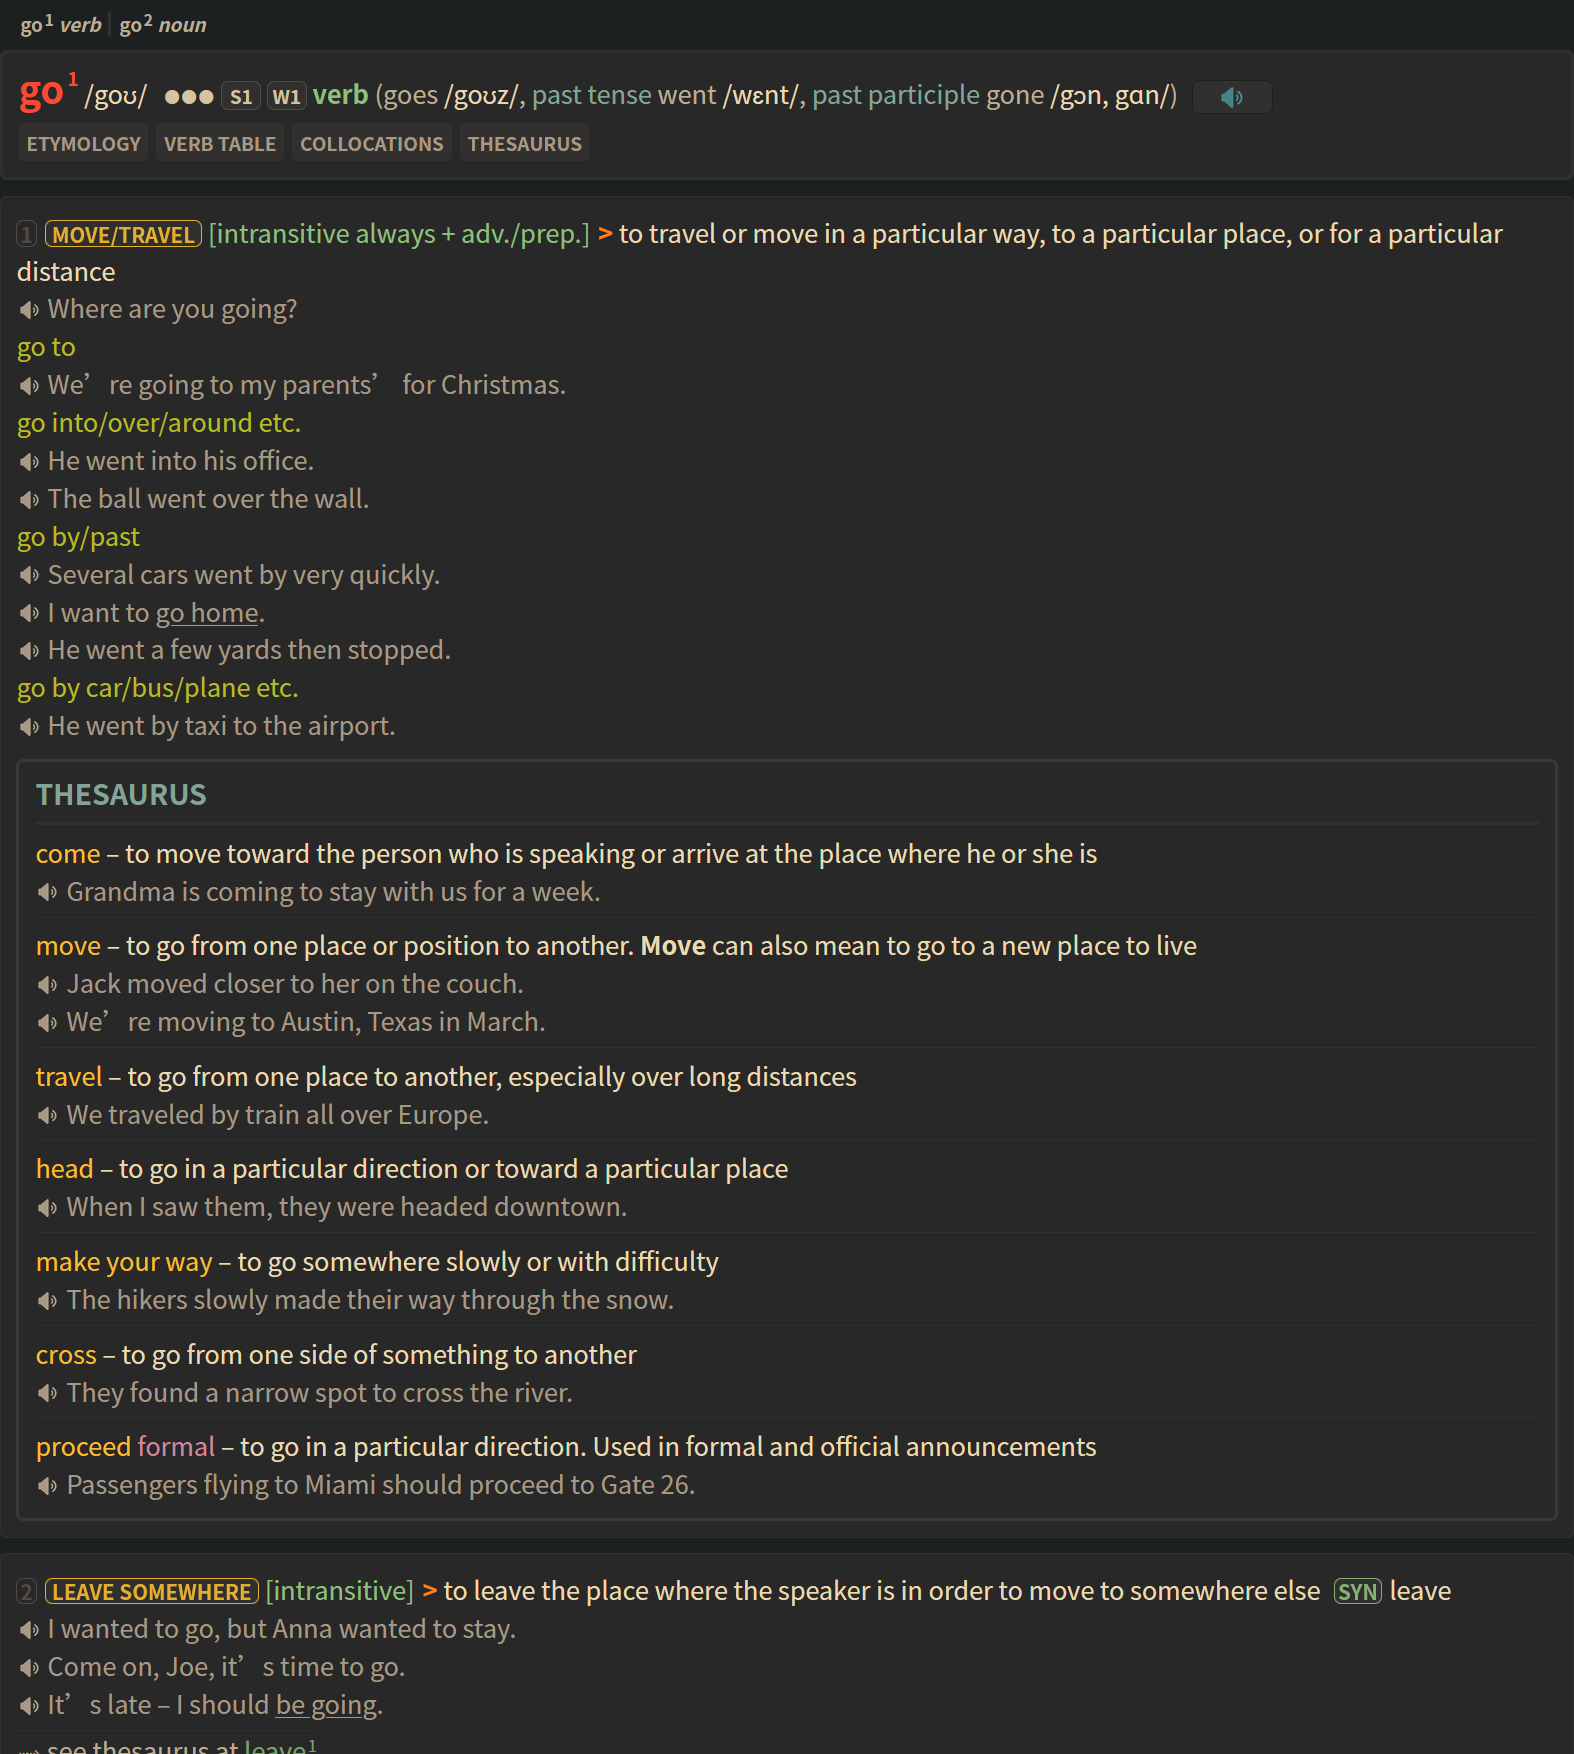 go¹ verb | go² noun
go¹ /ɡoʊ/ ●●● S1 W1 verb (goes /ɡoʊz/, past tense went /wɛnt/, past participle gone /ɡɔn, ɡɑn/)
ETYMOLOGY VERB TABLE COLLOCATIONS THESAURUS
1 MOVE/TRAVEL [intransitive always + adv./prep.] > to travel or move in a particular way, to a particular place, or for a particular
distance
Where are you going?
go to
We’re going to my parents’ for Christmas.
go into/over/around etc.
He went into his office.
The ball went over the wall.
go by/past
Several cars went by very quickly.
I want to go home.
He went a few yards then stopped.
go by car/bus/plane etc.
He went by taxi to the airport.
THESAURUS
come – to move toward the person who is speaking or arrive at the place where he or she is
Grandma is coming to stay with us for a week.
move – to go from one place or position to another. Move can also mean to go to a new place to live
Jack moved closer to her on the couch.
We’re moving to Austin, Texas in March.
travel – to go from one place to another, especially over long distances
We traveled by train all over Europe.
head – to go in a particular direction or toward a particular place
When I saw them, they were headed downtown.
make your way – to go somewhere slowly or with difficulty
The hikers slowly made their way through the snow.
cross – to go from one side of something to another
They found a narrow spot to cross the river.
proceed formal – to go in a particular direction. Used in formal and official announcements
Passengers flying to Miami should proceed to Gate 26.
2 LEAVE SOMEWHERE [intransitive] > to leave the place where the speaker is in order to move to somewhere else SYN leave
I wanted to go, but Anna wanted to stay.
Come on, Joe, it’s time to go.
It’s late – I should be going.
see thesaurus at leave¹